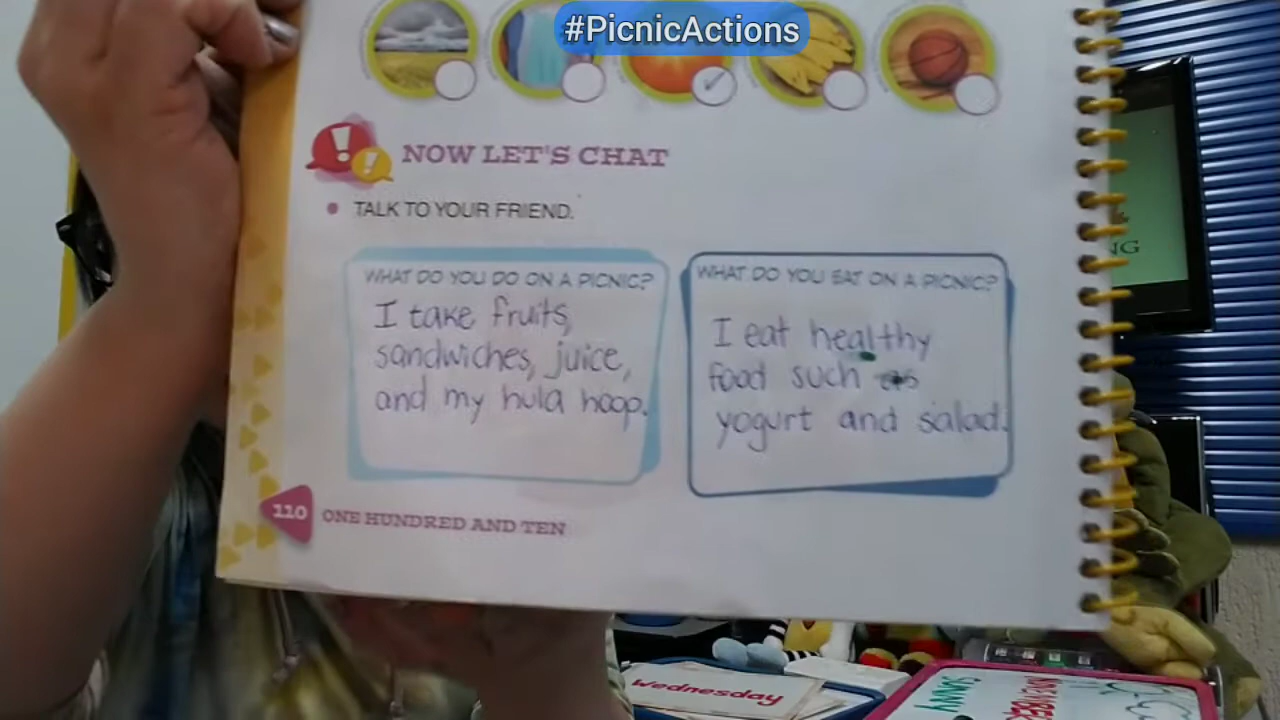 #PicnicActions
NOW LET'S CHAT
TALK TO YOUR FRIEND.
WHAT DO YOU DO ON A PICNIC?
I take fruits,
sandwiches, juice,
and my hula hoop.
WHAT DO YOU EAT ON A PICNIC?
I eat healthy
food such as
yogurt and salad.
110 ONE HUNDRED AND TEN
NG
Wednesday
SUNNY